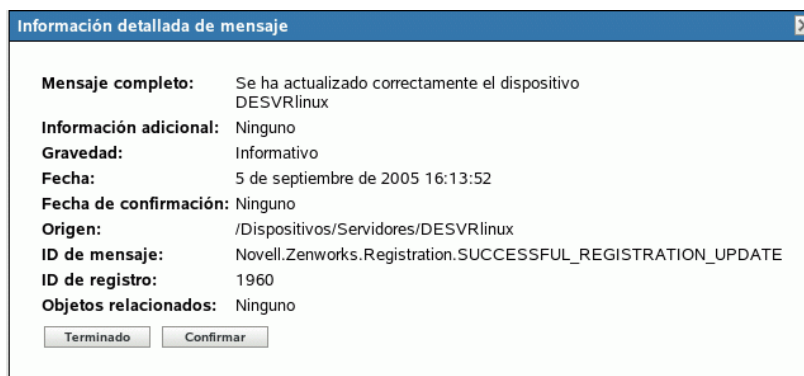 Información detallada de mensaje
Mensaje completo: Se ha actualizado correctamente el dispositivo
DESVRlinux
Información adicional: Ninguno
Gravedad: Informativo
Fecha: 5 de septiembre de 2005 16:13:52
Fecha de confirmación: Ninguno
Origen: /Dispositivos/Servidores/DESVRlinux
ID de mensaje: Novell.Zenworks.Registration.SUCCESSFUL_REGISTRATION_UPDATE
ID de registro: 1960
Objetos relacionados: Ninguno
Terminado Confirmar